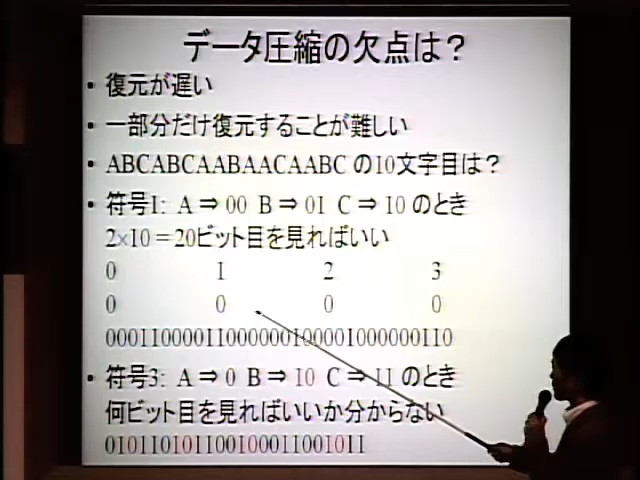 データ圧縮の欠点は？
• 復元が遅い
• 一部分だけ復元することが難しい
• ABCABCAABAACAABC の10文字目は？
• 符号1: A ⇒ 00 B ⇒ 01 C ⇒ 10 のとき
2×10 = 20ビット目を見ればいい
0 1 2 3
0 0 0 0
00011000011000000100001000000110
• 符号3: A ⇒ 0 B ⇒ 10 C ⇒ 11 のとき
何ビット目を見ればいいか分からない
010110101100100011001011